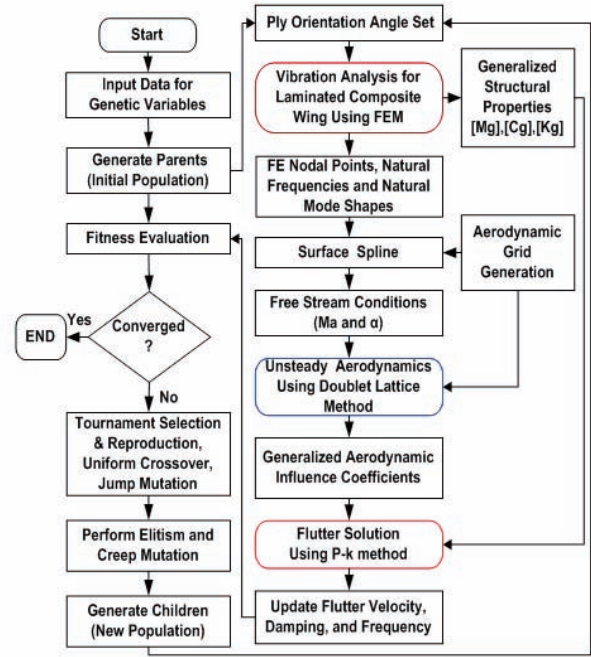 Start
Input Data for
Genetic Variables
Generate Parents
(Initial Population)
Fitness Evaluation
Converged
?
Yes
END
No
Tournament Selection
& Reproduction,
Uniform Crossover,
Jump Mutation
Perform Elitism and
Creep Mutation
Generate Children
(New Population)
Ply Orientation Angle Set
Vibration Analysis for
Laminated Composite
Wing Using FEM
Generalized
Structural
Properties
[Mg],[Cg],[Kg]
FE Nodal Points, Natural
Frequencies and Natural
Mode Shapes
Surface Spline
Aerodynamic
Grid
Generation
Free Stream Conditions
(Ma and α)
Unsteady Aerodynamics
Using Doublet Lattice
Method
Generalized Aerodynamic
Influence Coefficients
Flutter Solution
Using P-k method
Update Flutter Velocity,
Damping, and Frequency